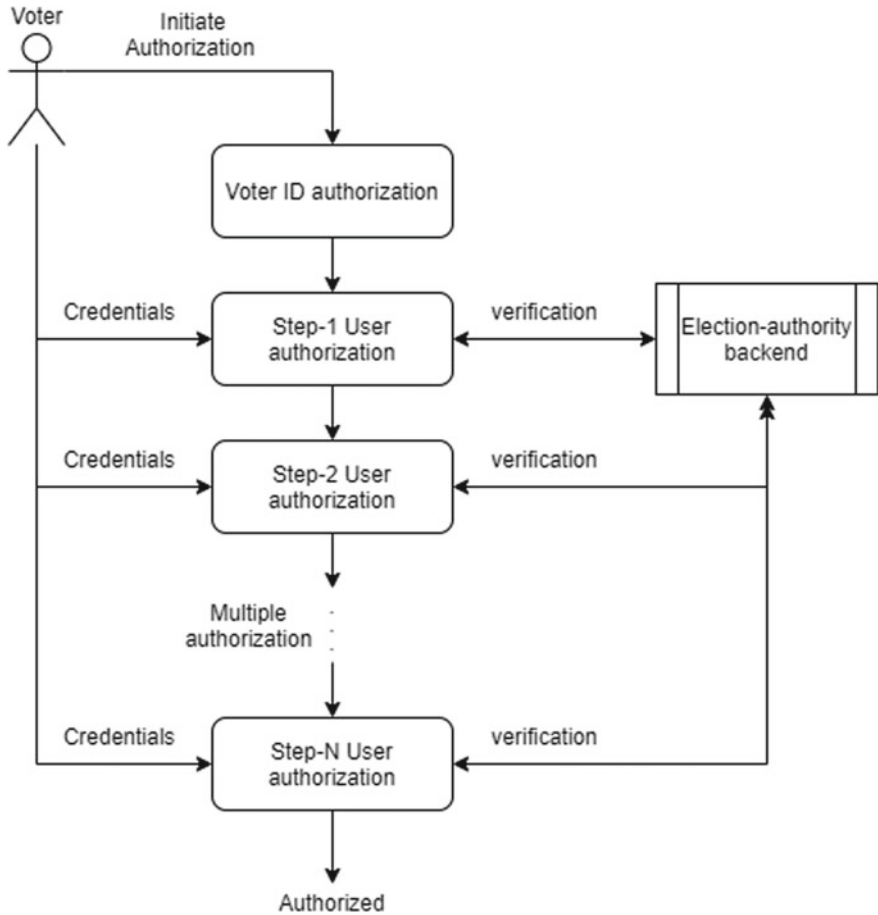 Voter
Initiate
Authorization
Voter ID authorization
Credentials
Step-1 User
authorization
verification
Election-authority
backend
Credentials
Step-2 User
authorization
verification
Multiple
authorization
Credentials
Step-N User
authorization
verification
Authorized